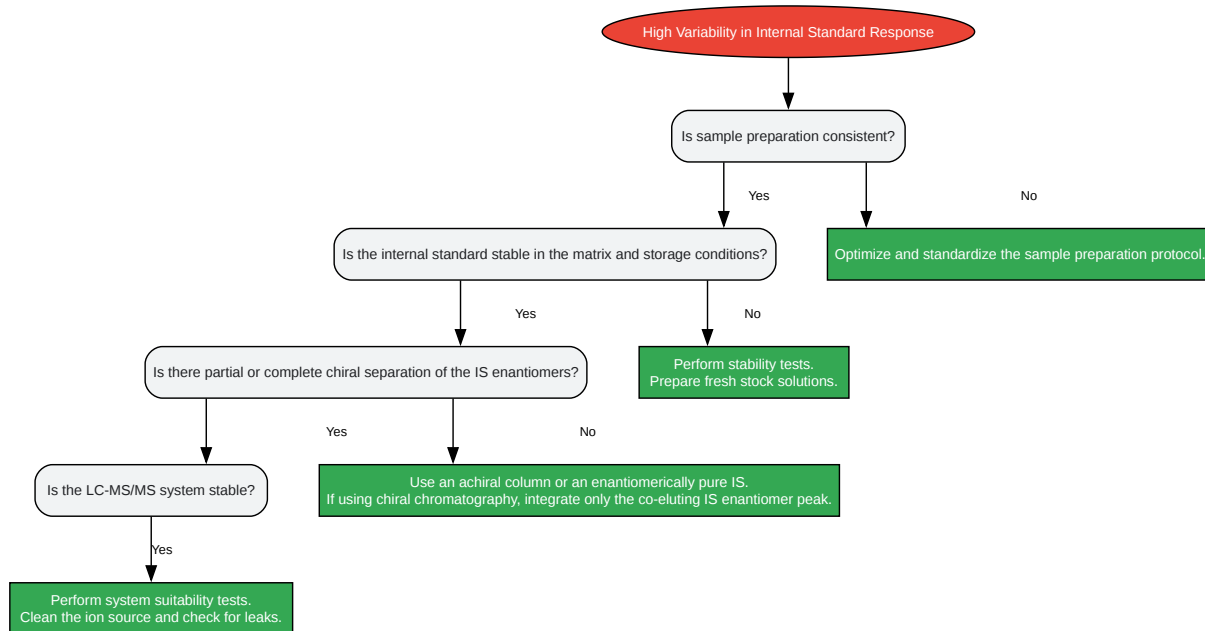 High Variability in Internal Standard Response
Is sample preparation consistent?
Yes
No
Is the internal standard stable in the matrix and storage conditions?
Optimize and standardize the sample preparation protocol.
Yes
No
Is there partial or complete chiral separation of the IS enantiomers?
Perform stability tests.
Prepare fresh stock solutions.
Yes
No
Is the LC-MS/MS system stable?
Use an achiral column or an enantiomerically pure IS.
If using chiral chromatography, integrate only the co-eluting IS enantiomer peak.
Yes
Perform system suitability tests.
Clean the ion source and check for leaks.